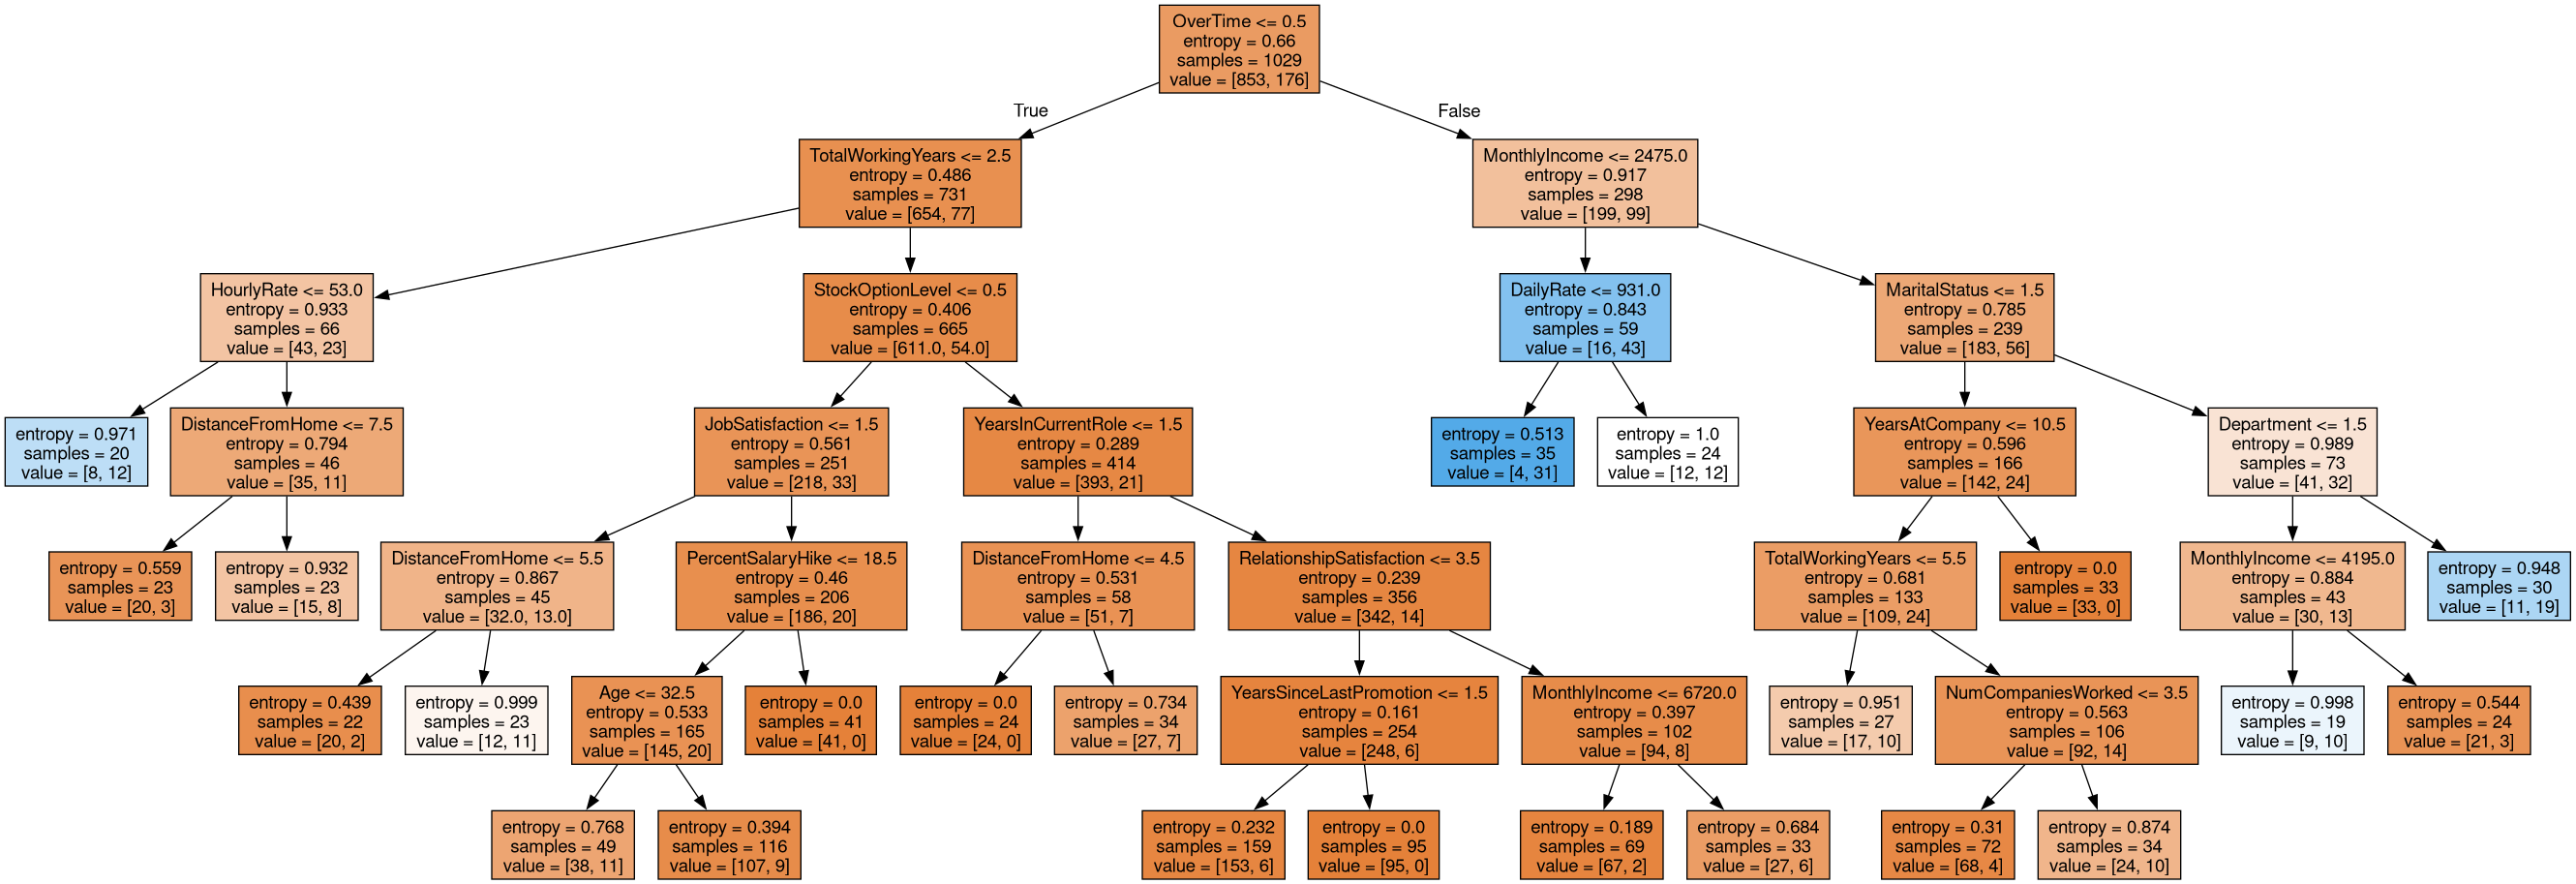 OverTime <= 0.5
entropy = 0.66
samples = 1029
value = [853, 176]
True
False
TotalWorkingYears <= 2.5
entropy = 0.486
samples = 731
value = [654, 77]
MonthlyIncome <= 2475.0
entropy = 0.917
samples = 298
value = [199, 99]
HourlyRate <= 53.0
entropy = 0.933
samples = 66
value = [43, 23]
StockOptionLevel <= 0.5
entropy = 0.406
samples = 665
value = [611.0, 54.0]
DailyRate <= 931.0
entropy = 0.843
samples = 59
value = [16, 43]
MaritalStatus <= 1.5
entropy = 0.785
samples = 239
value = [183, 56]
entropy = 0.971
samples = 20
value = [8, 12]
DistanceFromHome <= 7.5
entropy = 0.794
samples = 46
value = [35, 11]
JobSatisfaction <= 1.5
entropy = 0.561
samples = 251
value = [218, 33]
YearsInCurrentRole <= 1.5
entropy = 0.289
samples = 414
value = [393, 21]
entropy = 0.513
samples = 35
value = [4, 31]
entropy = 1.0
samples = 24
value = [12, 12]
YearsAtCompany <= 10.5
entropy = 0.596
samples = 166
value = [142, 24]
Department <= 1.5
entropy = 0.989
samples = 73
value = [41, 32]
entropy = 0.559
samples = 23
value = [20, 3]
entropy = 0.932
samples = 23
value = [15, 8]
DistanceFromHome <= 5.5
entropy = 0.867
samples = 45
value = [32.0, 13.0]
PercentSalaryHike <= 18.5
entropy = 0.46
samples = 206
value = [186, 20]
DistanceFromHome <= 4.5
entropy = 0.531
samples = 58
value = [51, 7]
RelationshipSatisfaction <= 3.5
entropy = 0.239
samples = 356
value = [342, 14]
TotalWorkingYears <= 5.5
entropy = 0.681
samples = 133
value = [109, 24]
entropy = 0.0
samples = 33
value = [33, 0]
MonthlyIncome <= 4195.0
entropy = 0.884
samples = 43
value = [30, 13]
entropy = 0.948
samples = 30
value = [11, 19]
entropy = 0.439
samples = 22
value = [20, 2]
entropy = 0.999
samples = 23
value = [12, 11]
Age <= 32.5
entropy = 0.533
samples = 165
value = [145, 20]
entropy = 0.0
samples = 41
value = [41, 0]
entropy = 0.0
samples = 24
value = [24, 0]
entropy = 0.734
samples = 34
value = [27, 7]
YearsSinceLastPromotion <= 1.5
entropy = 0.161
samples = 254
value = [248, 6]
MonthlyIncome <= 6720.0
entropy = 0.397
samples = 102
value = [94, 8]
entropy = 0.951
samples = 27
value = [17, 10]
NumCompaniesWorked <= 3.5
entropy = 0.563
samples = 106
value = [92, 14]
entropy = 0.998
samples = 19
value = [9, 10]
entropy = 0.544
samples = 24
value = [21, 3]
entropy = 0.768
samples = 49
value = [38, 11]
entropy = 0.394
samples = 116
value = [107, 9]
entropy = 0.232
samples = 159
value = [153, 6]
entropy = 0.0
samples = 95
value = [95, 0]
entropy = 0.189
samples = 69
value = [67, 2]
entropy = 0.684
samples = 33
value = [27, 6]
entropy = 0.31
samples = 72
value = [68, 4]
entropy = 0.874
samples = 34
value = [24, 10]